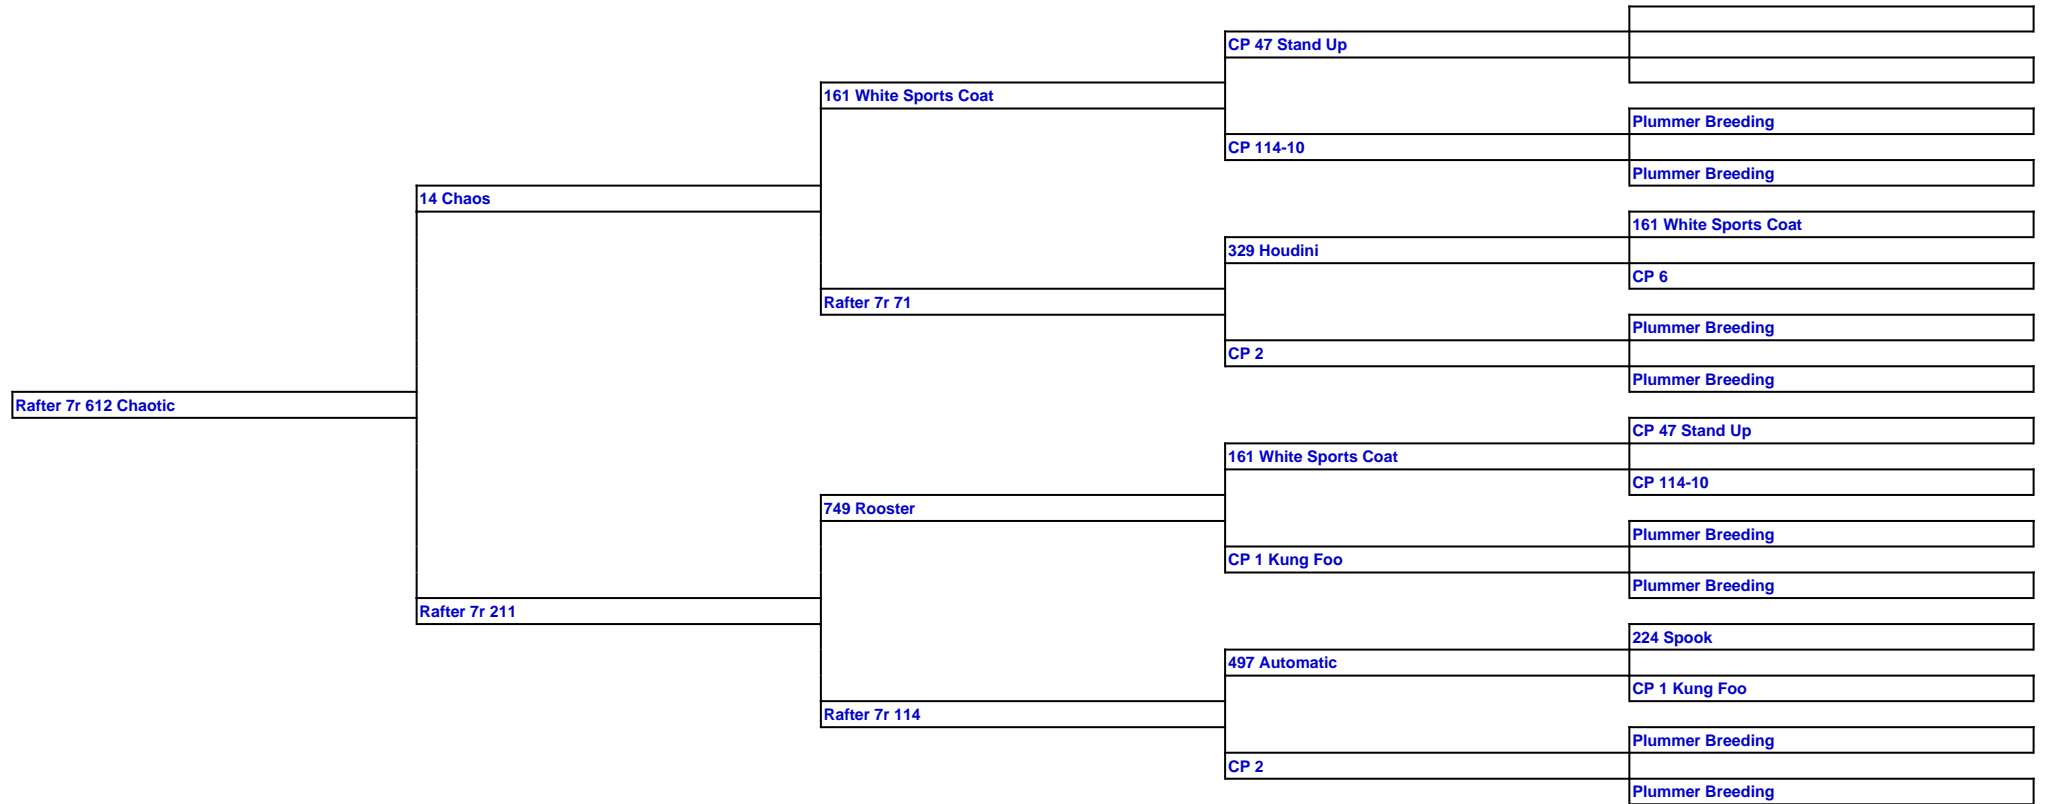 CP 47 Stand Up
161 White Sports Coat
Plummer Breeding
CP 114-10
Plummer Breeding
14 Chaos
161 White Sports Coat
329 Houdini
CP 6
Rafter 7r 71
Plummer Breeding
CP 2
Plummer Breeding
Rafter 7r 612 Chaotic
CP 47 Stand Up
161 White Sports Coat
CP 114-10
749 Rooster
Plummer Breeding
CP 1 Kung Foo
Plummer Breeding
Rafter 7r 211
224 Spook
497 Automatic
CP 1 Kung Foo
Rafter 7r 114
Plummer Breeding
CP 2
Plummer Breeding